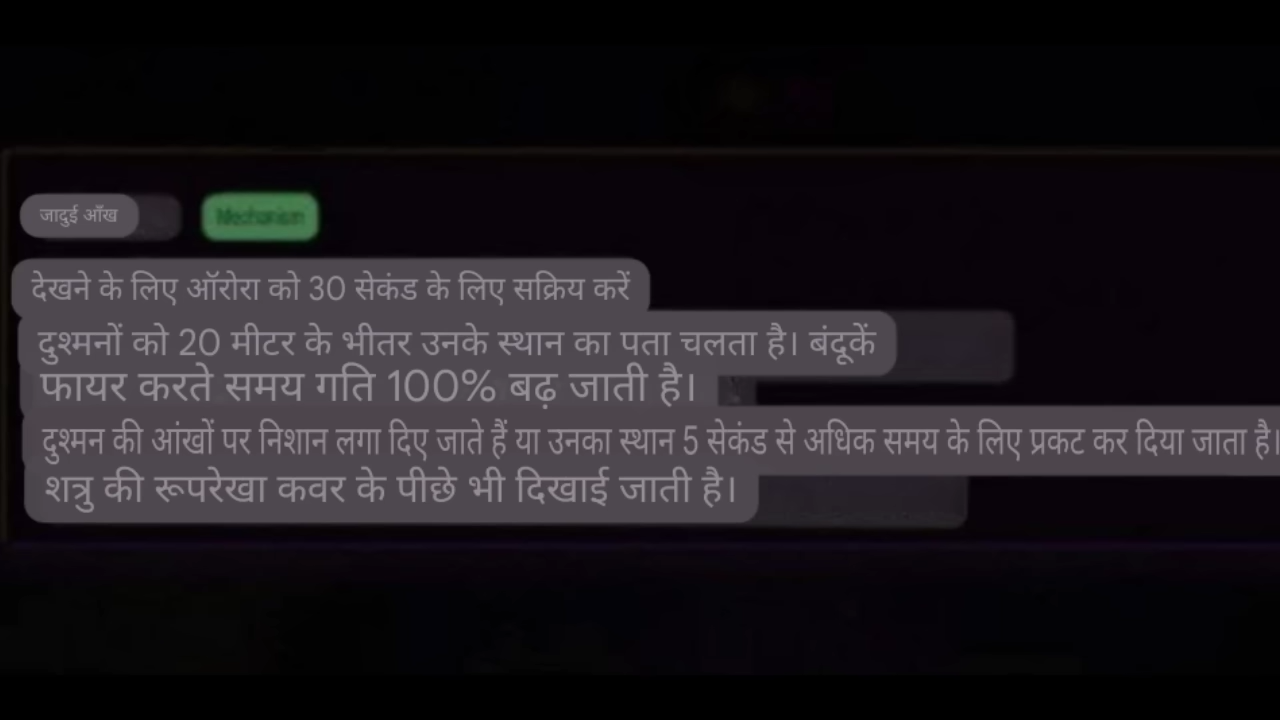 जादुई आँख
Mechanism
देखने के लिए ऑरोरा को 30 सेकंड के लिए सक्रिय करें
दुश्मनों को 20 मीटर के भीतर उनके स्थान का पता चलता है। बंदूकें
फायर करते समय गति 100% बढ़ जाती है।
दुश्मन की आंखों पर निशान लगा दिए जाते हैं या उनका स्थान 5 सेकंड से अधिक समय के लिए प्रकट कर दिया जाता है।
शत्रु की रूपरेखा कवर के पीछे भी दिखाई जाती है।